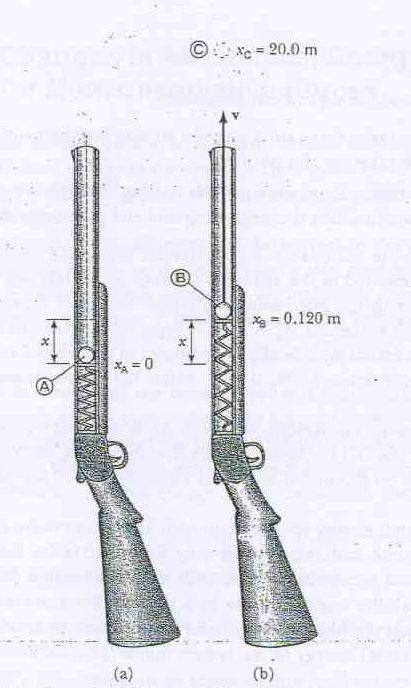 Ⓒ x_C = 20.0 m
v
Ⓑ
x
x_B = 0.120 m
x
x_A = 0
Ⓐ
(a)
(b)